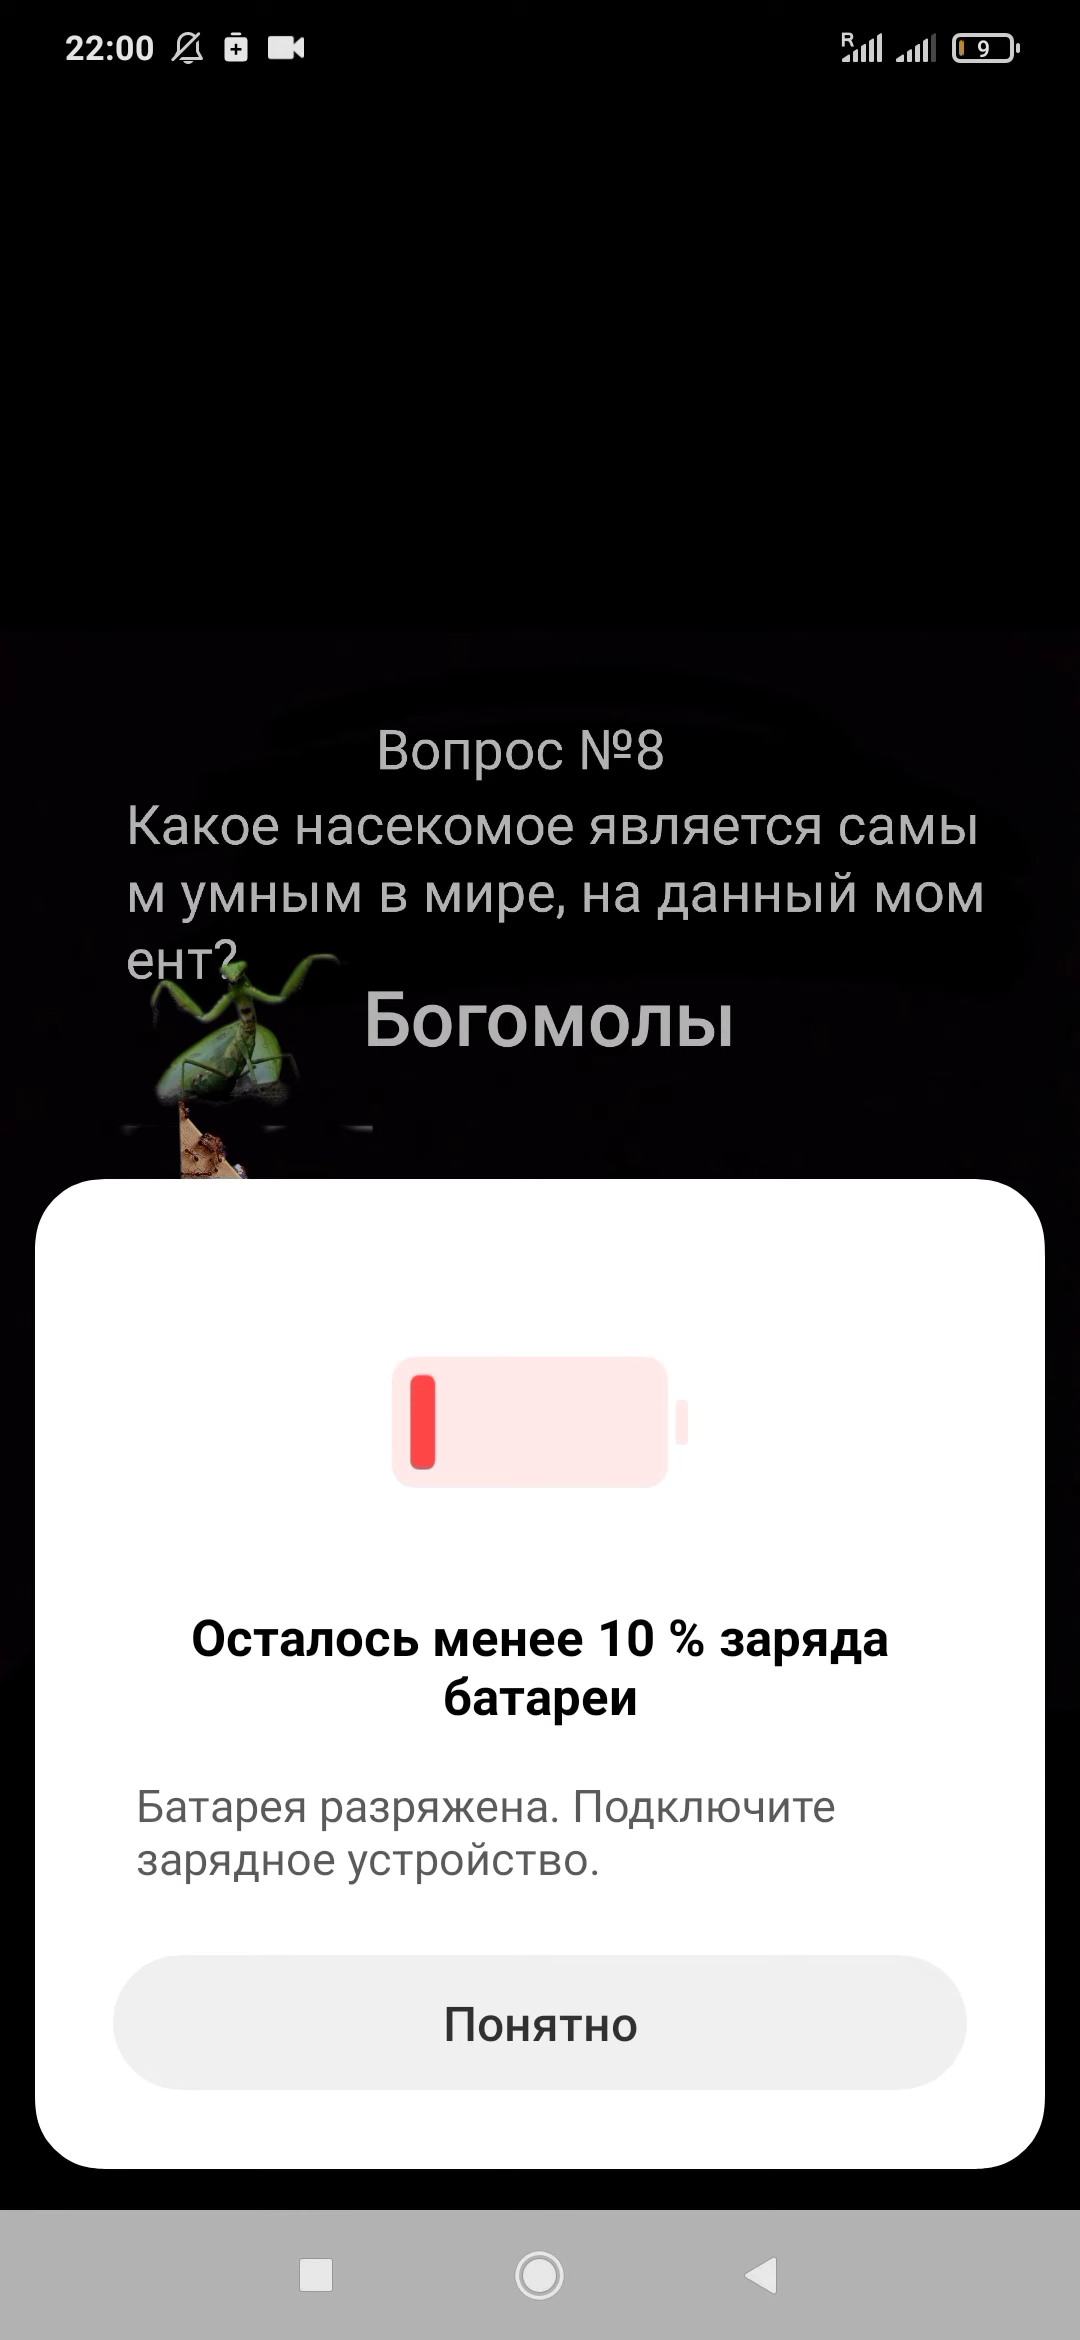 22:00
R
9
Вопрос №8
Какое насекомое является самы
м умным в мире, на данный мом
ент?
Богомолы
Осталось менее 10 % заряда
батареи
Батарея разряжена. Подключите
зарядное устройство.
Понятно